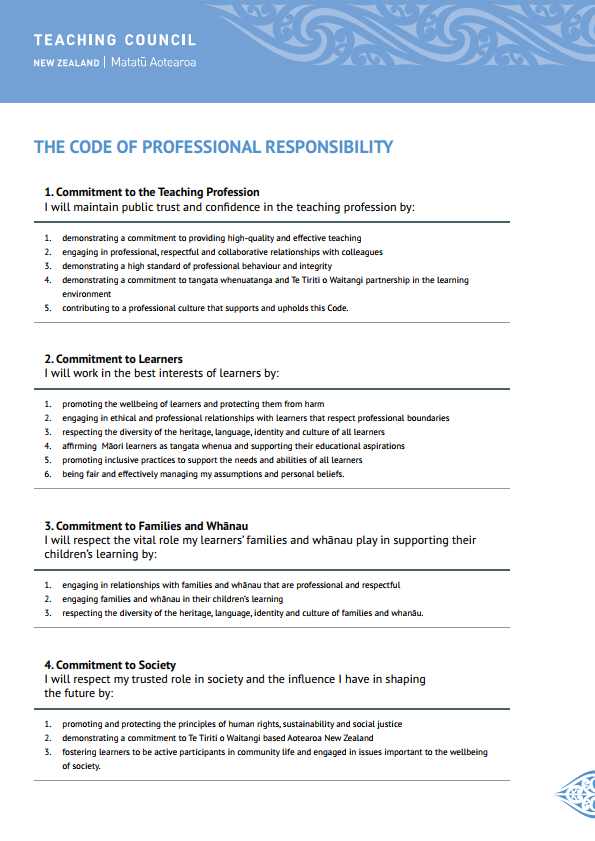 TEACHING COUNCIL
NEW ZEALAND | Matatū Aotearoa
THE CODE OF PROFESSIONAL RESPONSIBILITY
1. Commitment to the Teaching Profession
I will maintain public trust and confidence in the teaching profession by:
1. demonstrating a commitment to providing high-quality and effective teaching
2. engaging in professional, respectful and collaborative relationships with colleagues
3. demonstrating a high standard of professional behaviour and integrity
4. demonstrating a commitment to tangata whenuatanga and Te Tiriti o Waitangi partnership in the learning
environment
5. contributing to a professional culture that supports and upholds this Code.
2. Commitment to Learners
I will work in the best interests of learners by:
1. promoting the wellbeing of learners and protecting them from harm
2. engaging in ethical and professional relationships with learners that respect professional boundaries
3. respecting the diversity of the heritage, language, identity and culture of all learners
4. affirming Māori learners as tangata whenua and supporting their educational aspirations
5. promoting inclusive practices to support the needs and abilities of all learners
6. being fair and effectively managing my assumptions and personal beliefs.
3. Commitment to Families and Whānau
I will respect the vital role my learners' families and whānau play in supporting their
children's learning by:
1. engaging in relationships with families and whānau that are professional and respectful
2. engaging families and whānau in their children's learning
3. respecting the diversity of the heritage, language, identity and culture of families and whanāu.
4. Commitment to Society
I will respect my trusted role in society and the influence I have in shaping
the future by:
1. promoting and protecting the principles of human rights, sustainability and social justice
2. demonstrating a commitment to Te Tiriti o Waitangi based Aotearoa New Zealand
3. fostering learners to be active participants in community life and engaged in issues important to the wellbeing
of society.